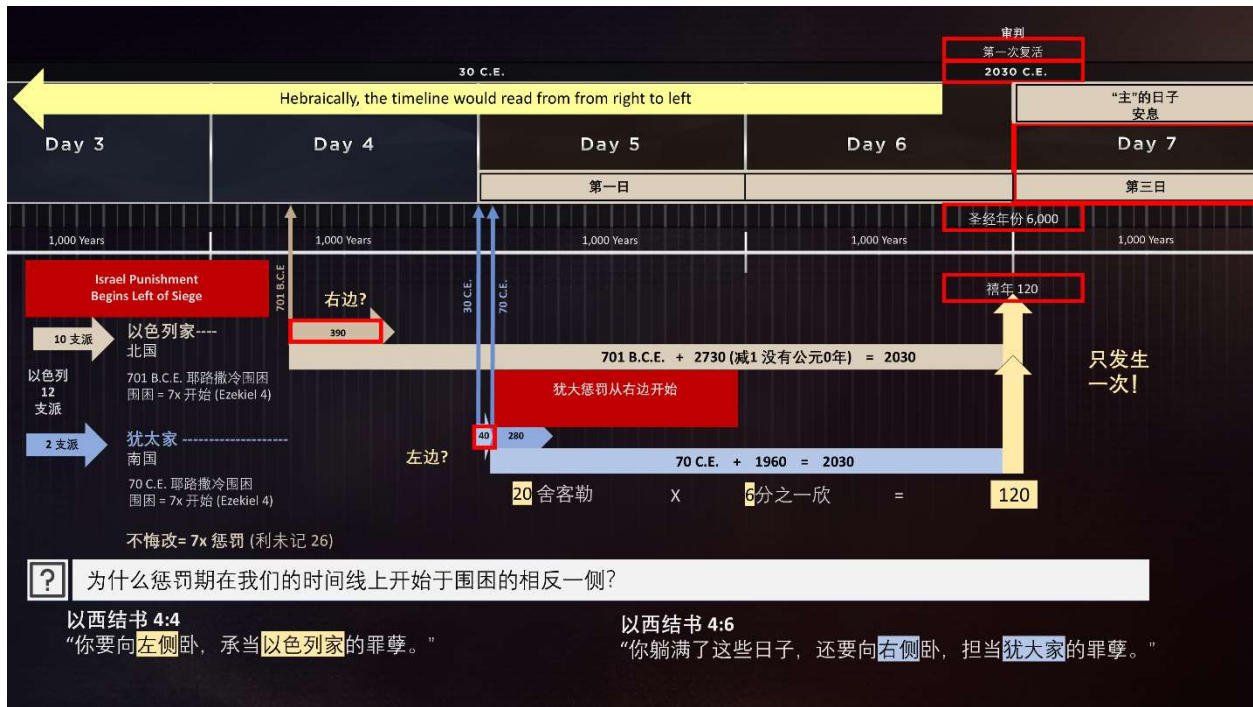 审判
第一次复活
30 C.E.
2030 C.E.
Hebraically, the timeline would read from from right to left
“主”的日子
安息
Day 3
Day 4
Day 5
Day 6
Day 7
第一日
第三日
圣经年份 6,000
1,000 Years
1,000 Years
1,000 Years
1,000 Years
1,000 Years
Israel Punishment
Begins Left of Siege
701 B.C.E
右边?
30 C.E.
70 C.E.
禧年 120
10 支派
以色列家----
北国
390
701 B.C.E. + 2730 (减1 没有公元0年) = 2030
701 B.C.E. 耶路撒冷围困
围困 = 7x 开始 (Ezekiel 4)
以色列
12
支派
犹大惩罚从右边开始
只发生
一次!
2 支派
犹太家 --------------------
南国
40
280
左边?
70 C.E. + 1960 = 2030
70 C.E. 耶路撒冷围困
围困 = 7x 开始 (Ezekiel 4)
20 舍客勒 X 6分之一欣 = 120
不悔改= 7x 惩罚 (利未记 26)
? 为什么惩罚期在我们的时间线上开始于围困的相反一侧?
以西结书 4:4
“你要向左侧卧，承当以色列家的罪孽。”
以西结书 4:6
“你躺满了这些日子，还要向右侧卧，担当犹大家的罪孽。”